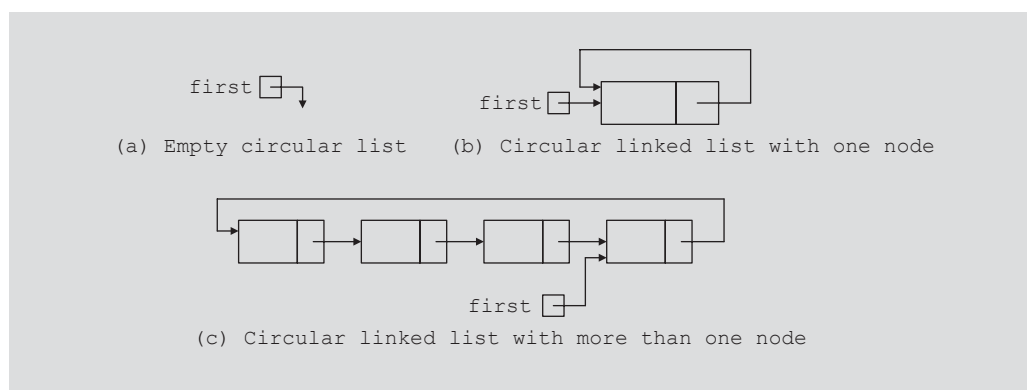 first
first
(a) Empty circular list
(b) Circular linked list with one node
first
(c) Circular linked list with more than one node